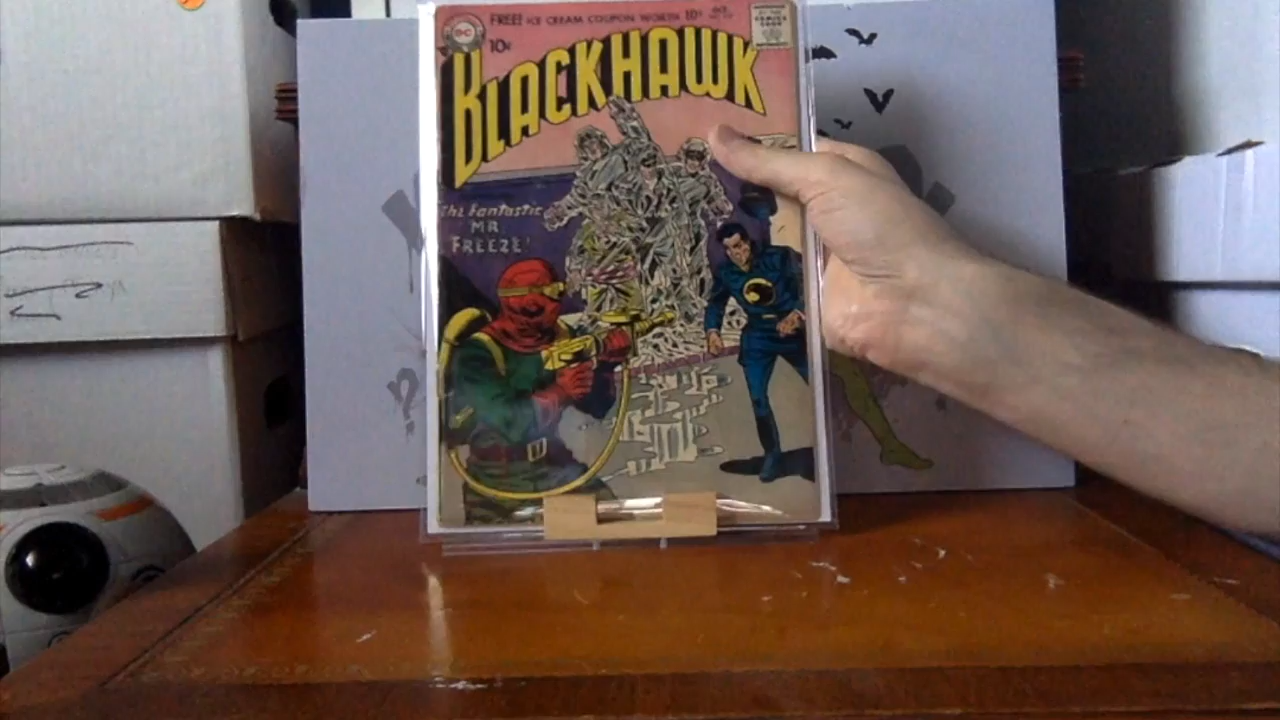 FREE! ICE CREAM COUPON WORTH 10¢
DC
10¢
BLACKHAWK
The Fantastic
MR.
FREEZE!